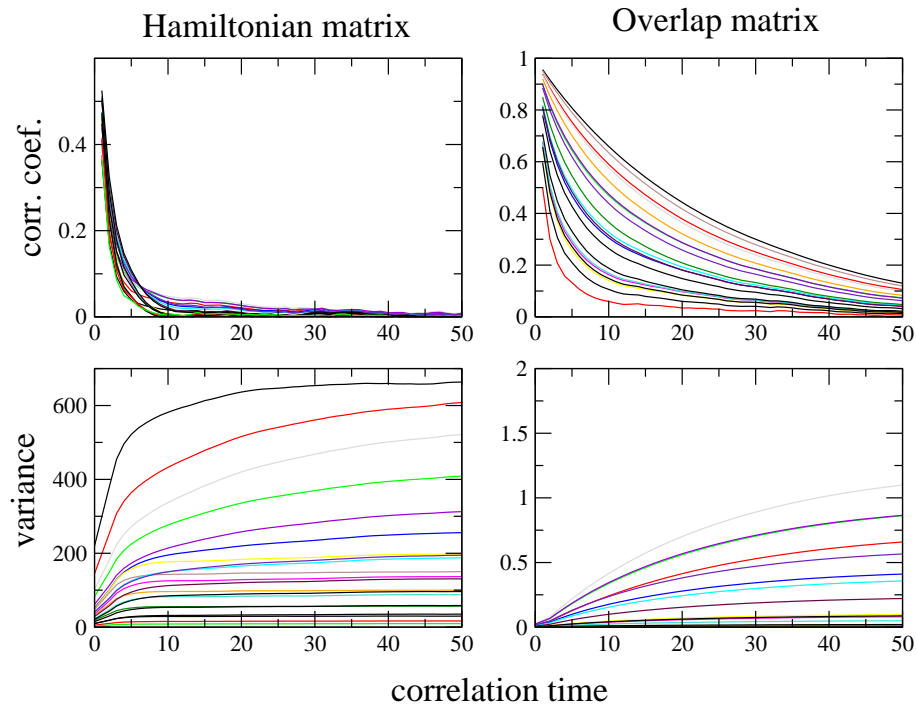 Hamiltonian matrix
Overlap matrix
corr. coef.
0.4
0.2
0
0 10 20 30 40 50
1
0.8
0.6
0.4
0.2
0
0 10 20 30 40 50
variance
600
400
200
0
0 10 20 30 40 50
2
1.5
1
0.5
0
0 10 20 30 40 50
correlation time